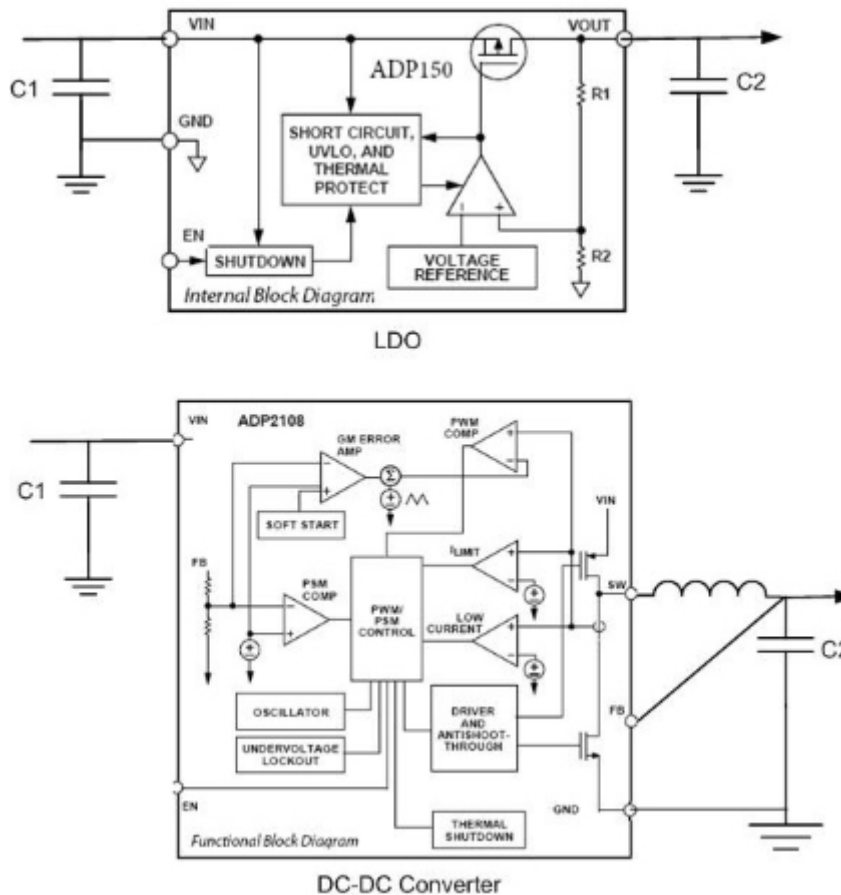 VIN
VOUT
ADP150
C1
C2
R1
GND
SHORT CIRCUIT,
UVLO, AND
THERMAL
PROTECT
EN
SHUTDOWN
VOLTAGE
REFERENCE
R2
Internal Block Diagram
LDO
VIN
ADP2108
PWM
COMP
GM ERROR
AMP
C1
Σ
VIN
SOFT START
FB
ILIMIT
SW
PSM
COMP
PWM/
PSM
CONTROL
LOW
CURRENT
C2
OSCILLATOR
DRIVER
AND
ANTISHOOT-
THROUGH
FB
UNDERVOLTAGE
LOCKOUT
EN
GND
THERMAL
SHUTDOWN
Functional Block Diagram
DC-DC Converter